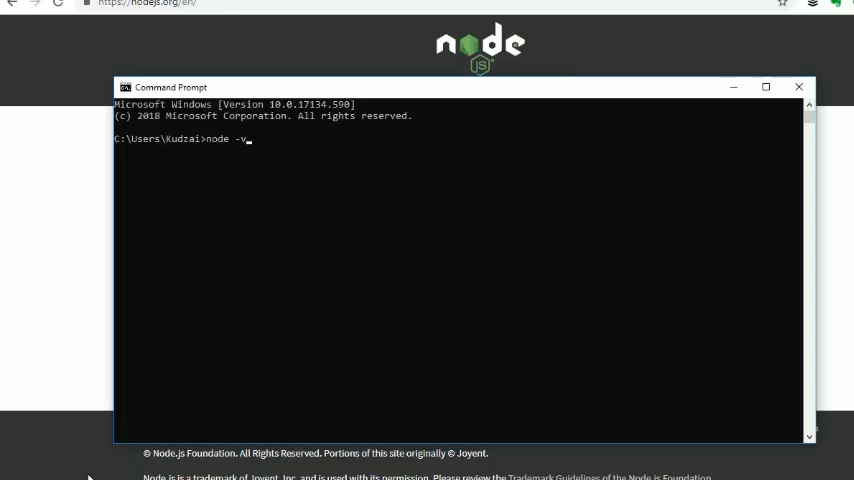 https://nodejs.org/en/
node
JS
Command Prompt
Microsoft Windows [Version 10.0.17134.590]
(c) 2018 Microsoft Corporation. All rights reserved.
C:\Users\Kudzai>node -v
© Node.js Foundation. All Rights Reserved. Portions of this site originally © Joyent.
Node.js is a trademark of Joyent, Inc. and is used with its permission. Please review the Trademark Guidelines of the Node.js Foundation.